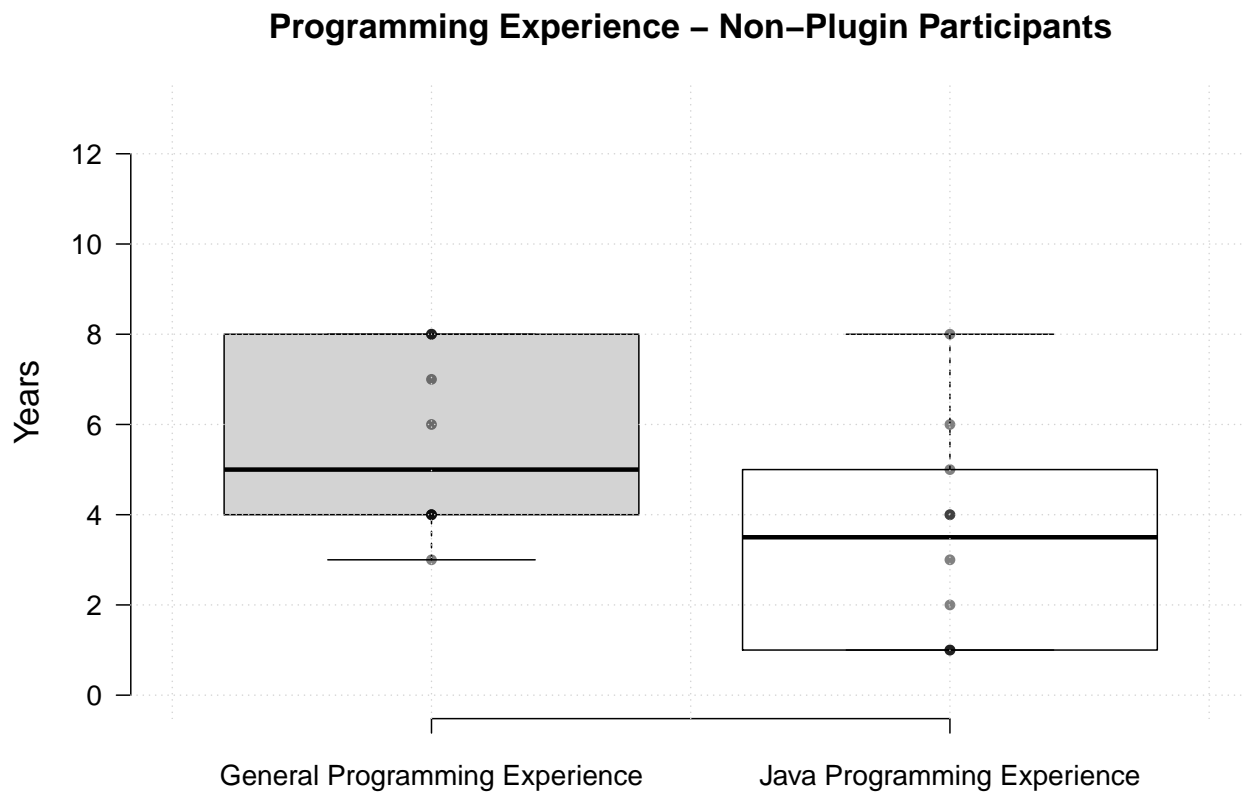 Programming Experience – Non–Plugin Participants
12
10
8
6
4
2
0
Years
General Programming Experience
Java Programming Experience